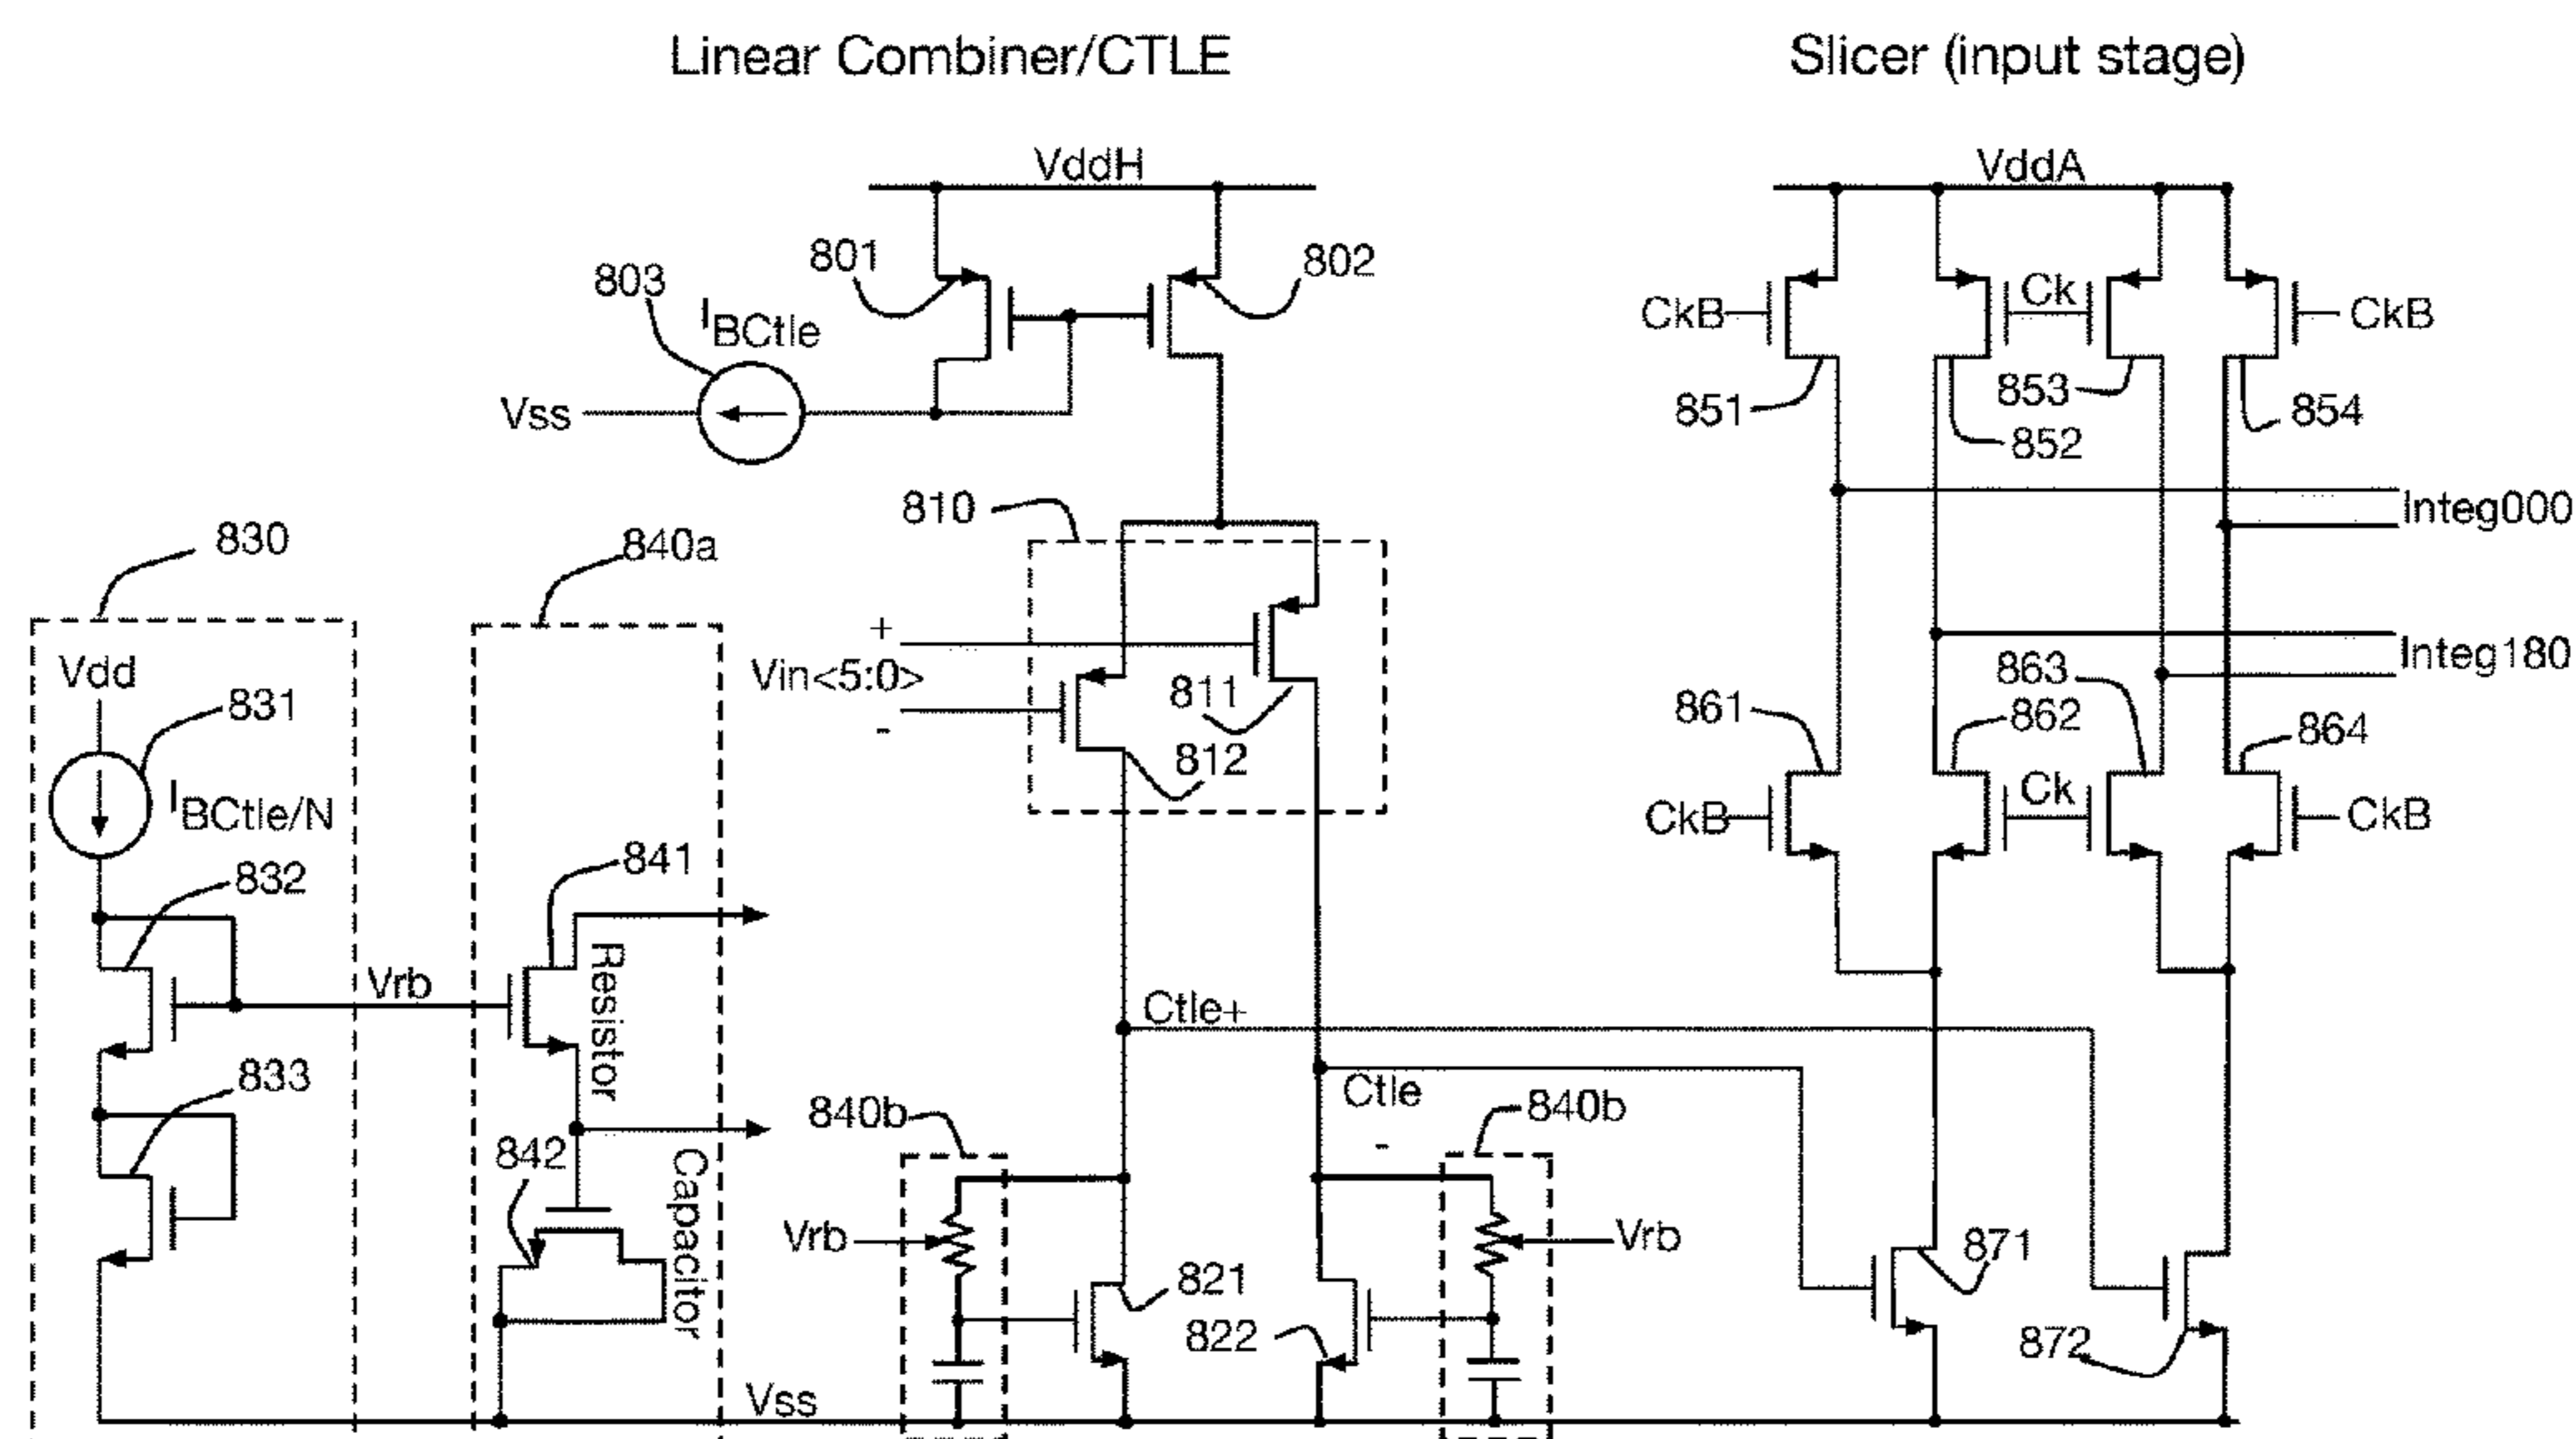 Linear Combiner/CTLE
Slicer (input stage)
VddH
VddA
801
802
803
IBCtle
Vss
CkB
Ck
CkB
851
852
853
854
810
Integ000
Integ180
830
840a
Vdd
831
IBCtle/N
832
833
Vrb
841
Resistor
842
Capacitor
+
Vin<5:0>
-
811
812
861
862
863
864
CkB
Ck
CkB
Ctle+
Ctle
-
840b
840b
Vrb
Vrb
821
822
871
872
Vss